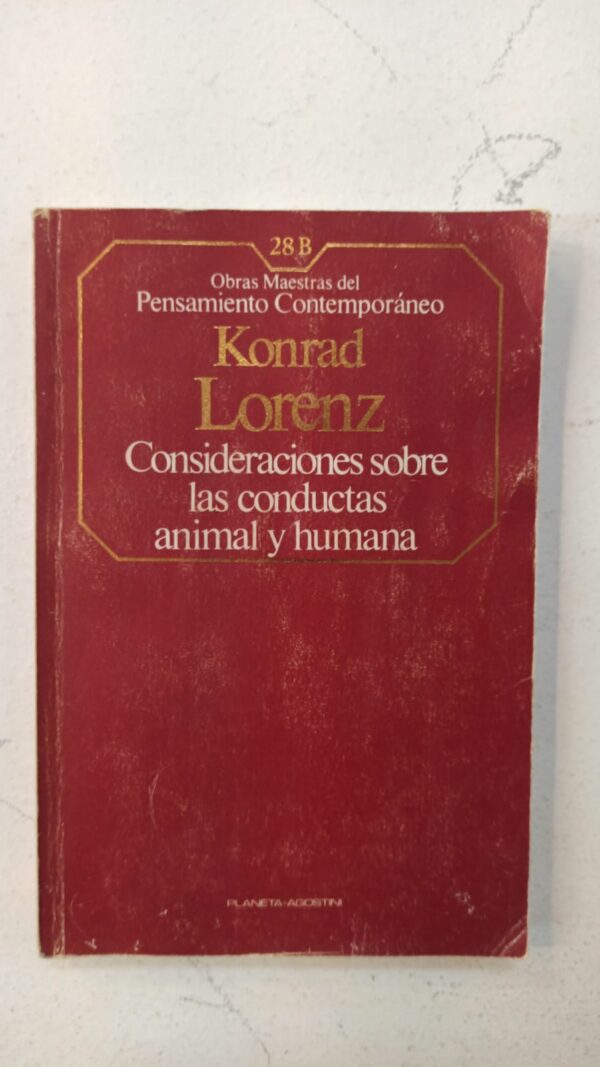 28 B
Obras Maestras del
Pensamiento Contemporáneo
Konrad
Lorenz
Consideraciones sobre
las conductas
animal y humana
PLANETA-AGOSTINI